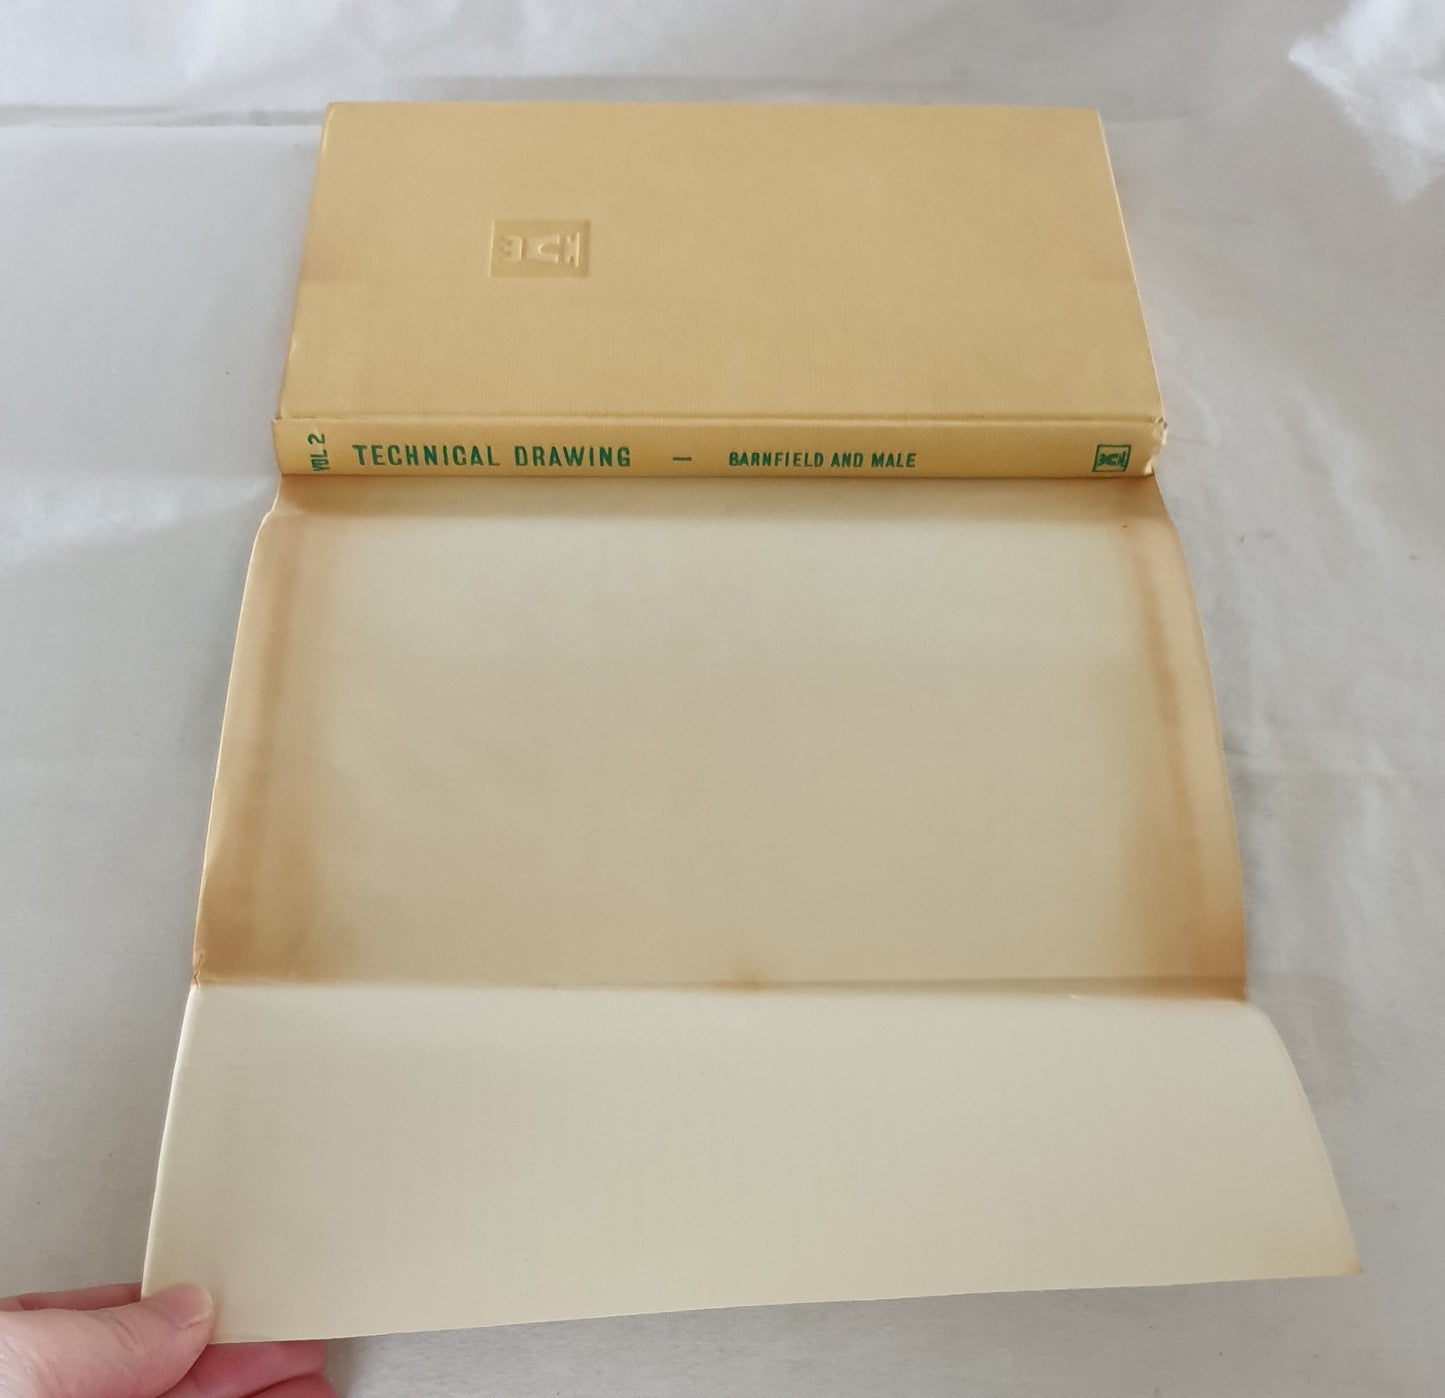 VOL 2
TECHNICAL DRAWING — BARNFIELD AND MALE